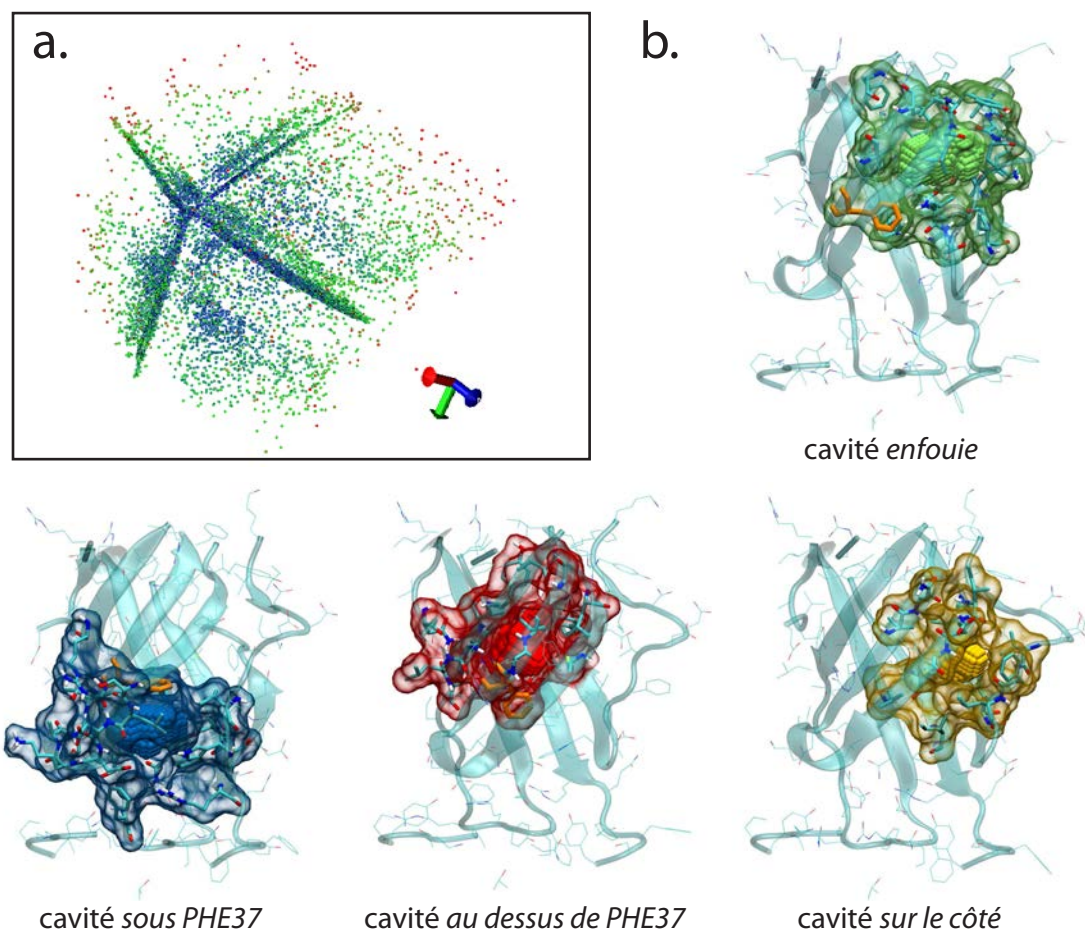 a.
b.
cavité enfouie
cavité sous PHE37
cavité au dessus de PHE37
cavité sur le côté